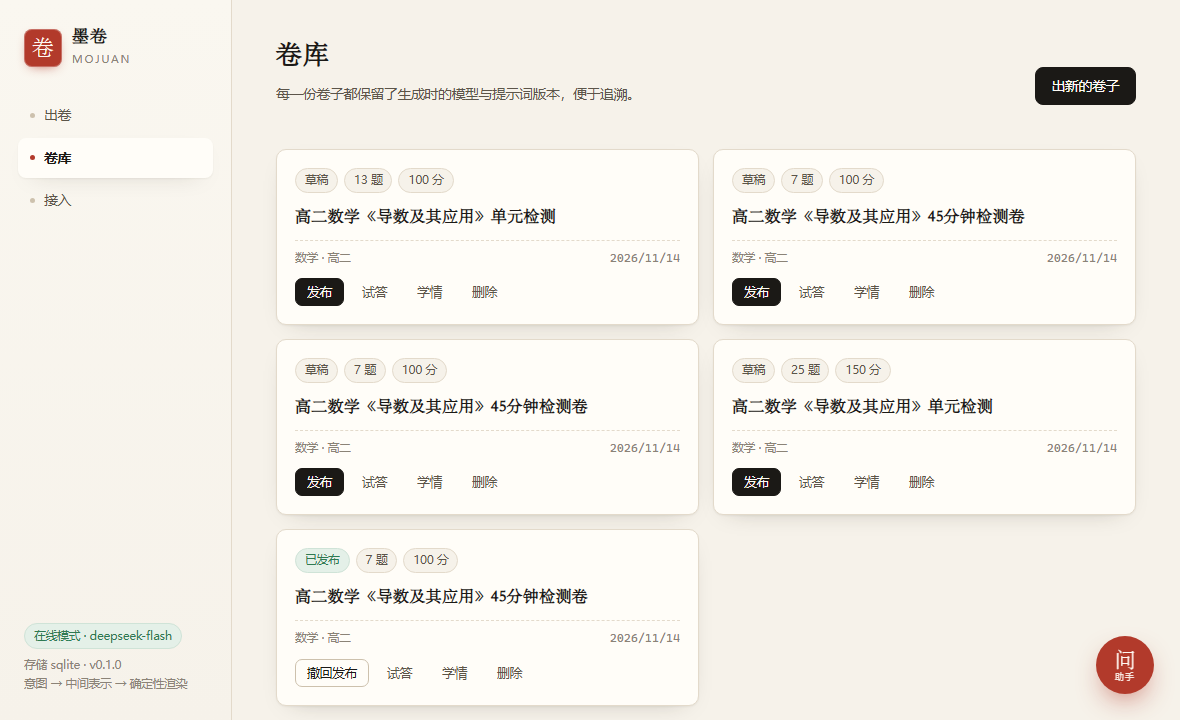 卷
墨卷
MOJUAN
出卷
卷库
接入
在线模式 · deepseek-flash
存储 sqlite · v0.1.0
意图 → 中间表示 → 确定性渲染
卷库
每一份卷子都保留了生成时的模型与提示词版本，便于追溯。
出新的卷子
草稿 13 题 100 分
高二数学《导数及其应用》单元检测
数学 · 高二 2026/11/14
发布 试答 学情 删除
草稿 7 题 100 分
高二数学《导数及其应用》45分钟检测卷
数学 · 高二 2026/11/14
发布 试答 学情 删除
草稿 7 题 100 分
高二数学《导数及其应用》45分钟检测卷
数学 · 高二 2026/11/14
发布 试答 学情 删除
草稿 25 题 150 分
高二数学《导数及其应用》单元检测
数学 · 高二 2026/11/14
发布 试答 学情 删除
已发布 7 题 100 分
高二数学《导数及其应用》45分钟检测卷
数学 · 高二 2026/11/14
撤回发布 试答 学情 删除
问
助手